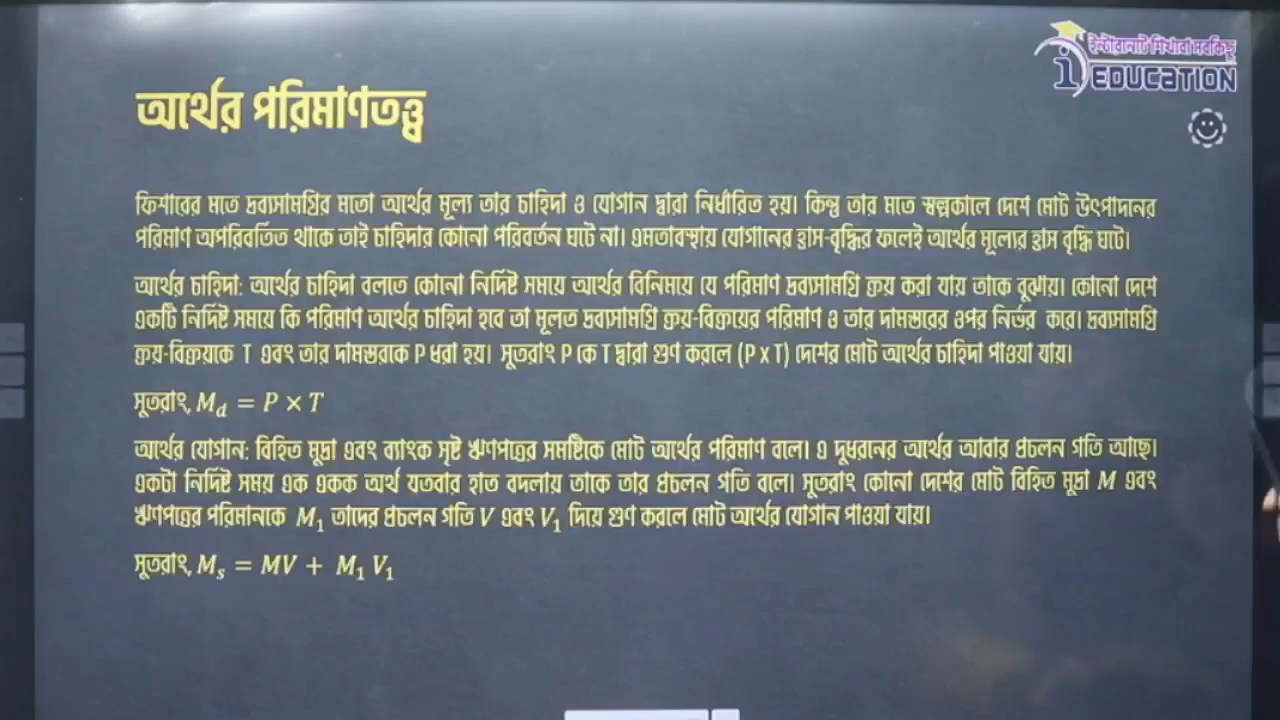 ইন্টারনেটে শিখবো সবকিছু
i EDUCATION
অর্থের পরিমাণতত্ত্ব
ফিশারের মতে দ্রব্যসামগ্রির মতো অর্থের মূল্য তার চাহিদা ও যোগান দ্বারা নির্ধারিত হয়। কিন্তু তার মতে স্বল্পকালে দেশে মোট উৎপাদনের
পরিমাণ অপরিবর্তিত থাকে তাই চাহিদার কোনো পরিবর্তন ঘটে না। এমতাবস্থায় যোগানের হ্রাস-বৃদ্ধির ফলেই অর্থের মূল্যের হ্রাস বৃদ্ধি ঘটে।
অর্থের চাহিদা: অর্থের চাহিদা বলতে কোনো নির্দিষ্ট সময়ে অর্থের বিনিময়ে যে পরিমাণ দ্রব্যসামগ্রি ক্রয় করা যায় তাকে বুঝায়। কোনো দেশে
একটি নির্দিষ্ট সময়ে কি পরিমাণ অর্থের চাহিদা হবে তা মূলত দ্রব্যসামগ্রি ক্রয়-বিক্রয়ের পরিমাণ ও তার দামস্তরের ওপর নির্ভর করে। দ্রব্যসামগ্রি
ক্রয়-বিক্রয়কে T এবং তার দামস্তরকে P ধরা হয়। সুতরাং P কে T দ্বারা গুণ করলে (P x T) দেশের মোট অর্থের চাহিদা পাওয়া যায়।
সুতরাং, M_d = P × T
অর্থের যোগান: বিহিত মুদ্রা এবং ব্যাংক সৃষ্ট ঋণপত্রের সমষ্টিকে মোট অর্থের পরিমাণ বলে। এ দুধরনের অর্থের আবার প্রচলন গতি আছে।
একটা নির্দিষ্ট সময় এক একক অর্থ যতবার হাত বদলায় তাকে তার প্রচলন গতি বলে। সুতরাং কোনো দেশের মোট বিহিত মুদ্রা M এবং
ঋণপত্রের পরিমানকে M₁ তাদের প্রচলন গতি V এবং V₁ দিয়ে গুণ করলে মোট অর্থের যোগান পাওয়া যায়।
সুতরাং, M_s = MV + M₁ V₁